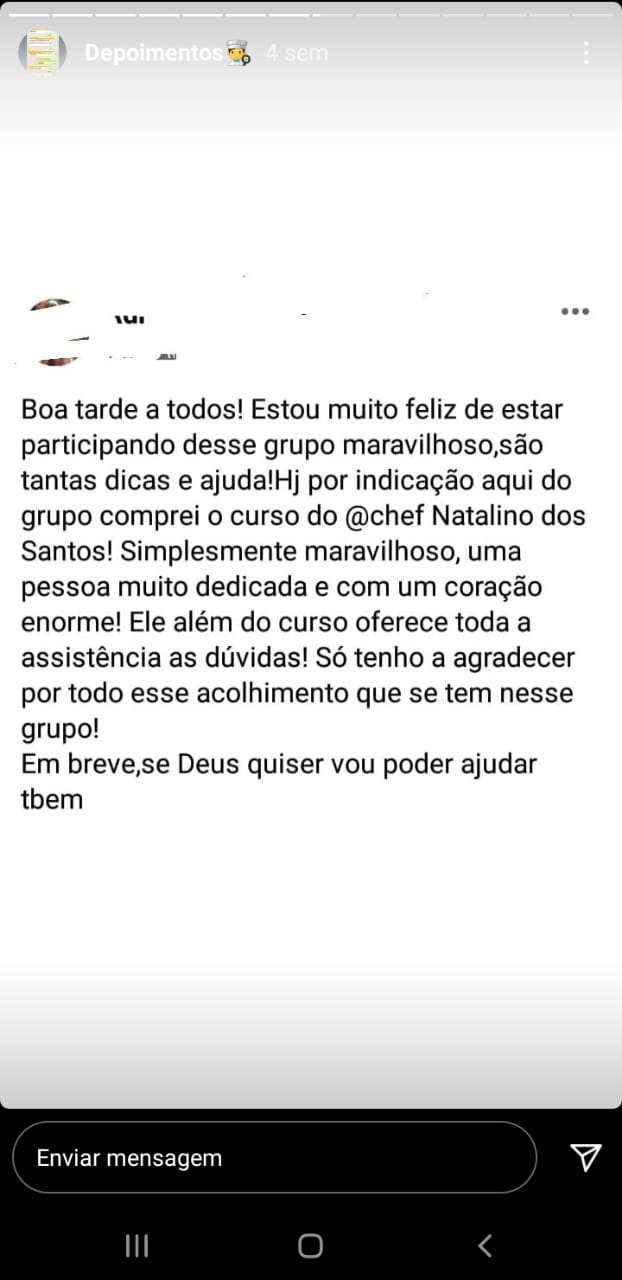 Depoimentos 4 sem
Boa tarde a todos! Estou muito feliz de estar
participando desse grupo maravilhoso,são
tantas dicas e ajuda!Hj por indicação aqui do
grupo comprei o curso do @chef Natalino dos
Santos! Simplesmente maravilhoso, uma
pessoa muito dedicada e com um coração
enorme! Ele além do curso oferece toda a
assistência as dúvidas! Só tenho a agradecer
por todo esse acolhimento que se tem nesse
grupo!
Em breve,se Deus quiser vou poder ajudar
tbem
Enviar mensagem